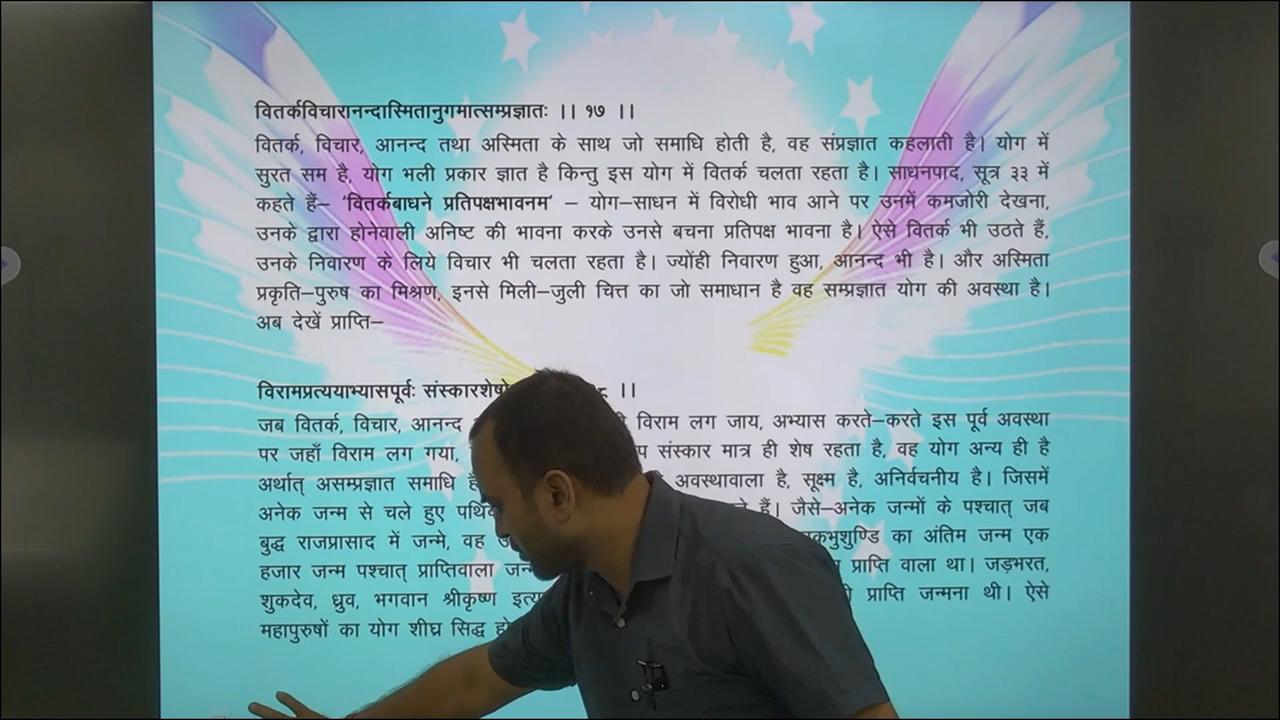 वितर्कविचारानन्दास्मितानुगमात्सम्प्रज्ञातः ।। १७ ।।
वितर्क, विचार, आनन्द तथा अस्मिता के साथ जो समाधि होती है, वह संप्रज्ञात कहलाती है। योग में
सुरत सम है, योग भली प्रकार ज्ञात है किन्तु इस योग में वितर्क चलता रहता है। साधनपाद, सूत्र ३३ में
कहते हैं– 'वितर्कबाधने प्रतिपक्षभावनम' – योग–साधन में विरोधी भाव आने पर उनमें कमजोरी देखना,
उनके द्वारा होनेवाली अनिष्ट की भावना करके उनसे बचना प्रतिपक्ष भावना है। ऐसे वितर्क भी उठते हैं,
उनके निवारण के लिये विचार भी चलता रहता है। ज्योंही निवारण हुआ, आनन्द भी है। और अस्मिता
प्रकृति–पुरुष का मिश्रण, इनसे मिली–जुली चित्त का जो समाधान है वह सम्प्रज्ञात योग की अवस्था है।
अब देखें प्राप्ति–
विरामप्रत्ययाभ्यासपूर्वः ।।
जब वितर्क, विचार, आनन्द विराम लग जाय, अभ्यास करते–करते इस पूर्व अवस्था
पर जहाँ विराम लग गया, संस्कार मात्र ही शेष रहता है, वह योग अन्य ही है
अर्थात् असम्प्रज्ञात समाधि अवस्थावाला है, सूक्ष्म है, अनिर्वचनीय है। जिसमें
अनेक जन्म से चले हुए हैं। जैसे–अनेक जन्मों के पश्चात् जब
बुद्ध राजप्रासाद में जन्मे, वह का अंतिम जन्म एक
हजार जन्म पश्चात् प्राप्तिवाला प्राप्ति वाला था। जड़भरत,
शुकदेव, ध्रुव, भगवान श्रीकृष्ण प्राप्ति जन्मना थी। ऐसे
महापुरुषों का योग शीघ्र सिद्ध